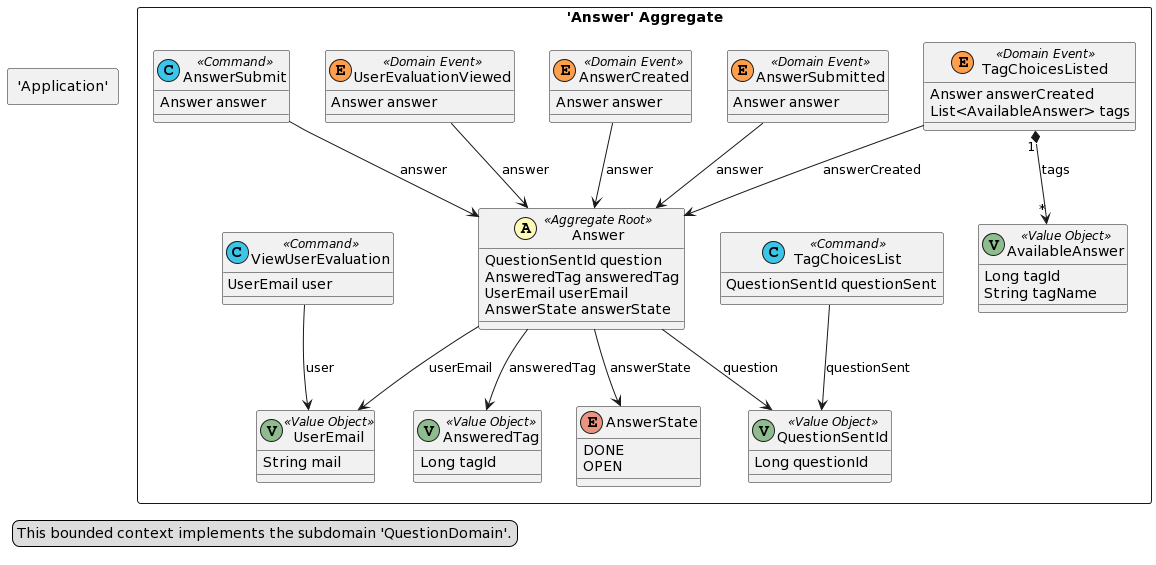 'Answer' Aggregate
'Application'
C «Command»
AnswerSubmit
Answer answer
E «Domain Event»
UserEvaluationViewed
Answer answer
E «Domain Event»
AnswerCreated
Answer answer
E «Domain Event»
AnswerSubmitted
Answer answer
E «Domain Event»
TagChoicesListed
Answer answerCreated
List<AvailableAnswer> tags
1
answer
answer
answer
answer
answerCreated
tags
*
C «Command»
ViewUserEvaluation
UserEmail user
A «Aggregate Root»
Answer
QuestionSentId question
AnsweredTag answeredTag
UserEmail userEmail
AnswerState answerState
C «Command»
TagChoicesList
QuestionSentId questionSent
V «Value Object»
AvailableAnswer
Long tagId
String tagName
user
userEmail
answeredTag
answerState
question
questionSent
V «Value Object»
UserEmail
String mail
V «Value Object»
AnsweredTag
Long tagId
E AnswerState
DONE
OPEN
V «Value Object»
QuestionSentId
Long questionId
This bounded context implements the subdomain 'QuestionDomain'.